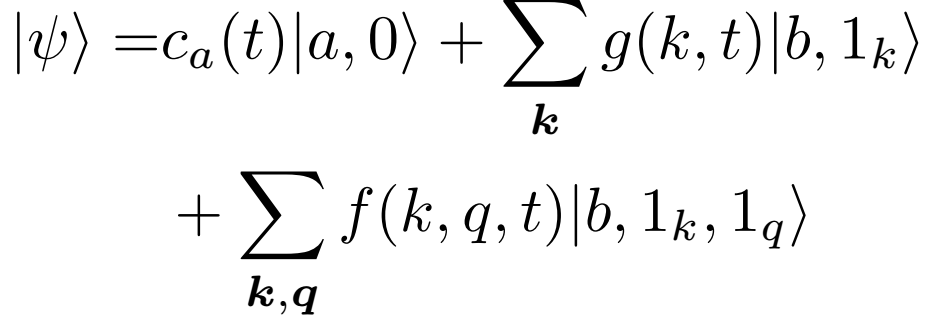 |ψ⟩ =c_a(t)|a, 0⟩ + ∑_k g(k, t)|b, 1_k⟩
+ ∑_{k,q} f(k, q, t)|b, 1_k, 1_q⟩